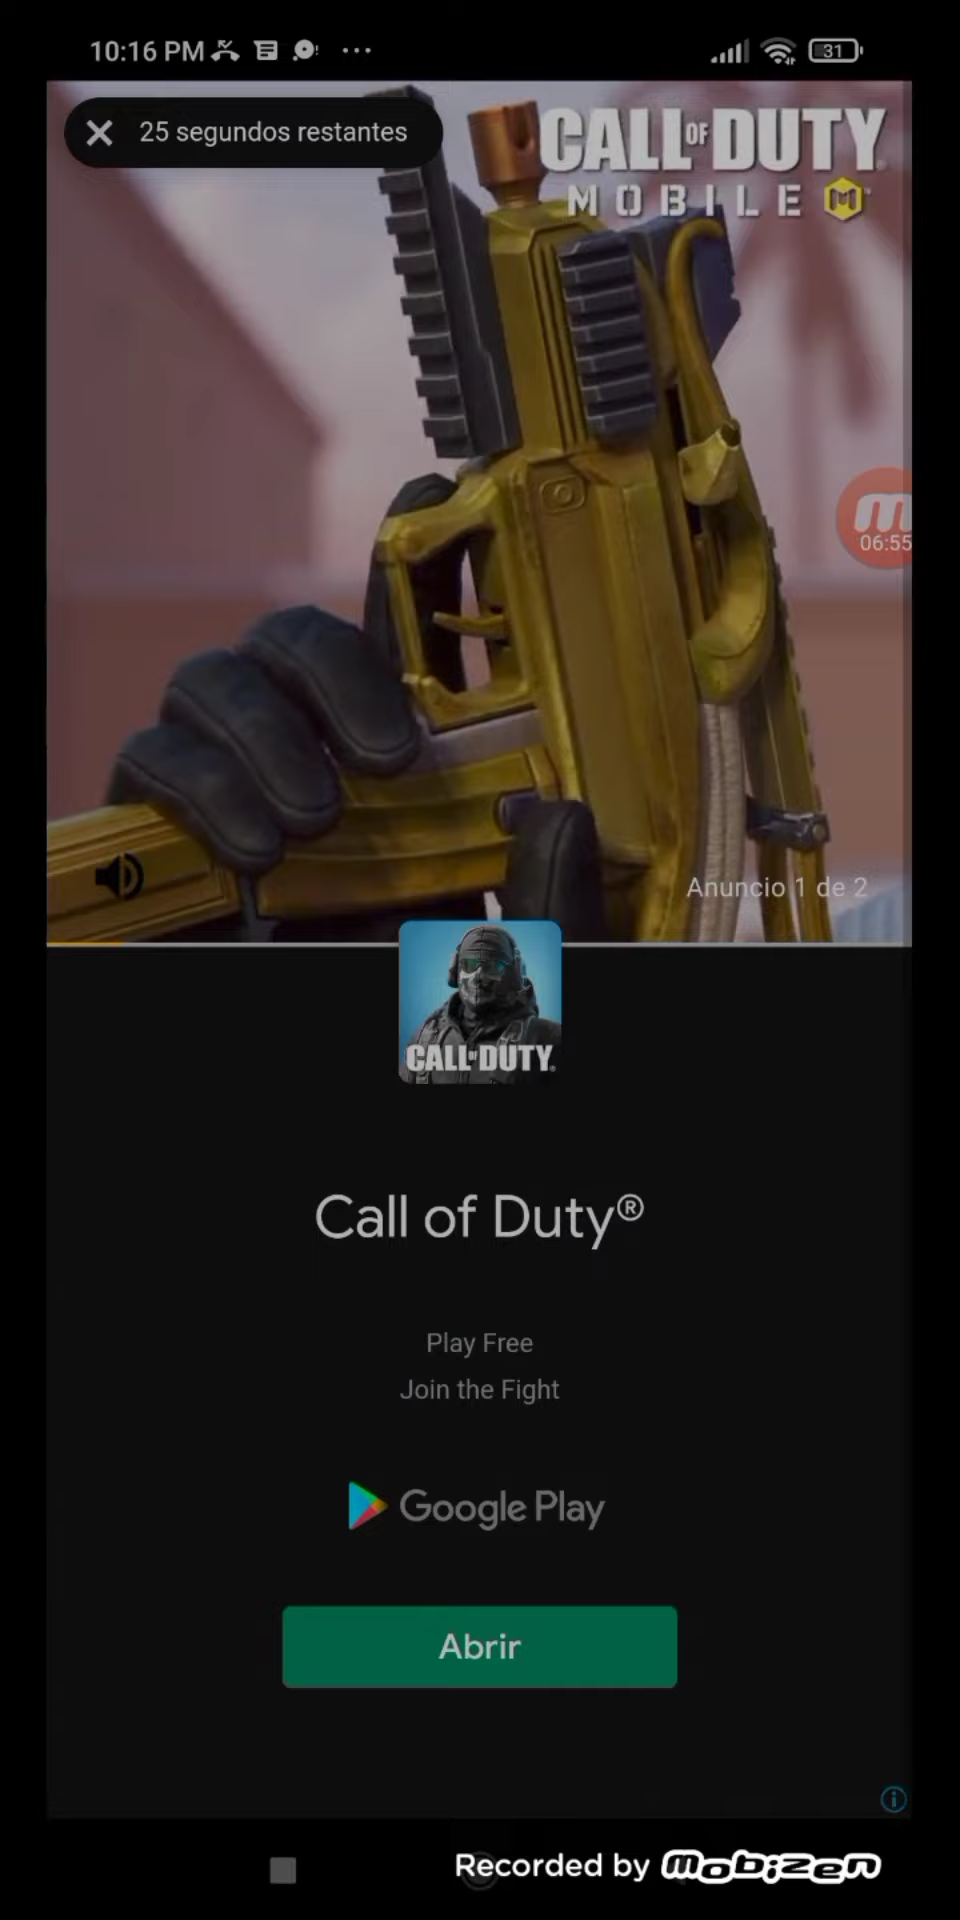 10:16 PM
31
25 segundos restantes
CALL OF DUTY
MOBILE
06:55
Anuncio 1 de 2
CALL OF DUTY
Call of Duty®
Play Free
Join the Fight
Google Play
Abrir
Recorded by mobizen